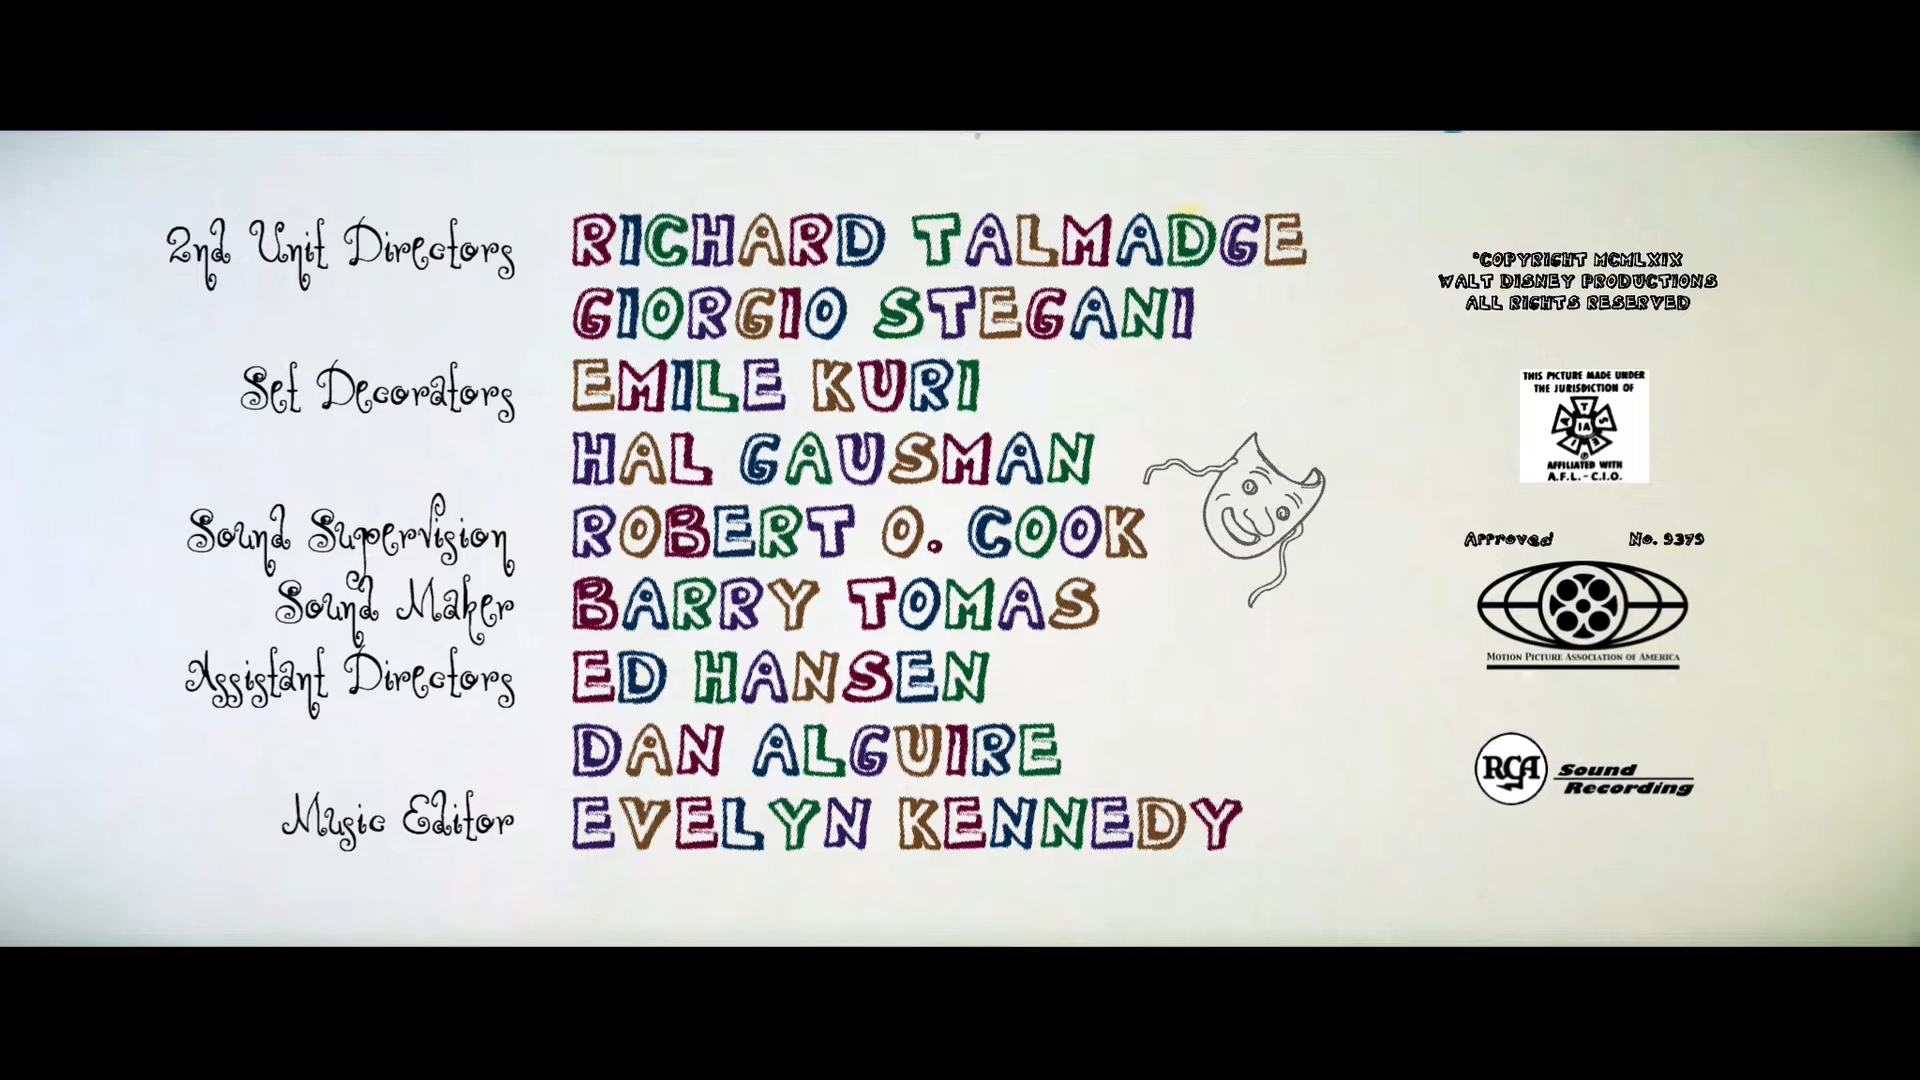 2nd Unit Directors RICHARD TALMADGE
GIORGIO STEGANI
Set Decorators EMILE KURI
HAL GAUSMAN
Sound Supervision ROBERT O. COOK
Sound Maker BARRY TOMAS
Assistant Directors ED HANSEN
DAN ALGUIRE
Music Editor EVELYN KENNEDY
©COPYRIGHT MCMLXIX
WALT DISNEY PRODUCTIONS
ALL RIGHTS RESERVED
THIS PICTURE MADE UNDER
THE JURISDICTION OF
IATSE
AFFILIATED WITH
A.F.L.-C.I.O.
Approved No. 9379
MOTION PICTURE ASSOCIATION OF AMERICA
RCA Sound
Recording